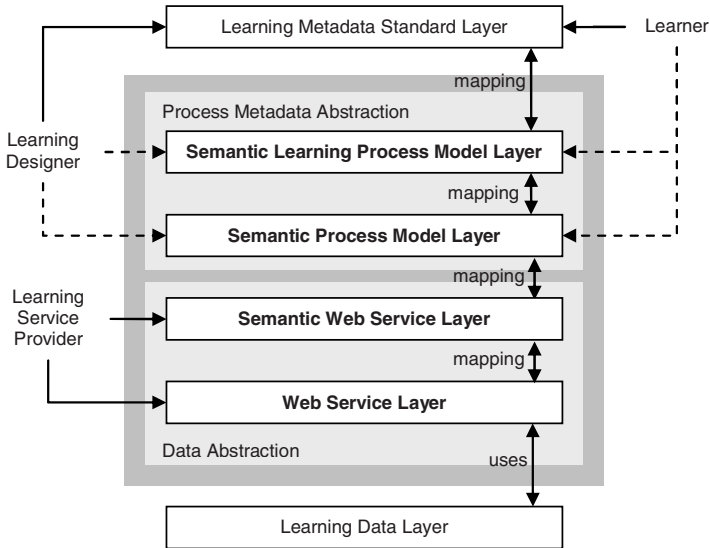 Learning Metadata Standard Layer
Learner
mapping
Process Metadata Abstraction
Learning
Designer
Semantic Learning Process Model Layer
mapping
Semantic Process Model Layer
mapping
Learning
Service
Provider
Semantic Web Service Layer
mapping
Web Service Layer
Data Abstraction
uses
Learning Data Layer